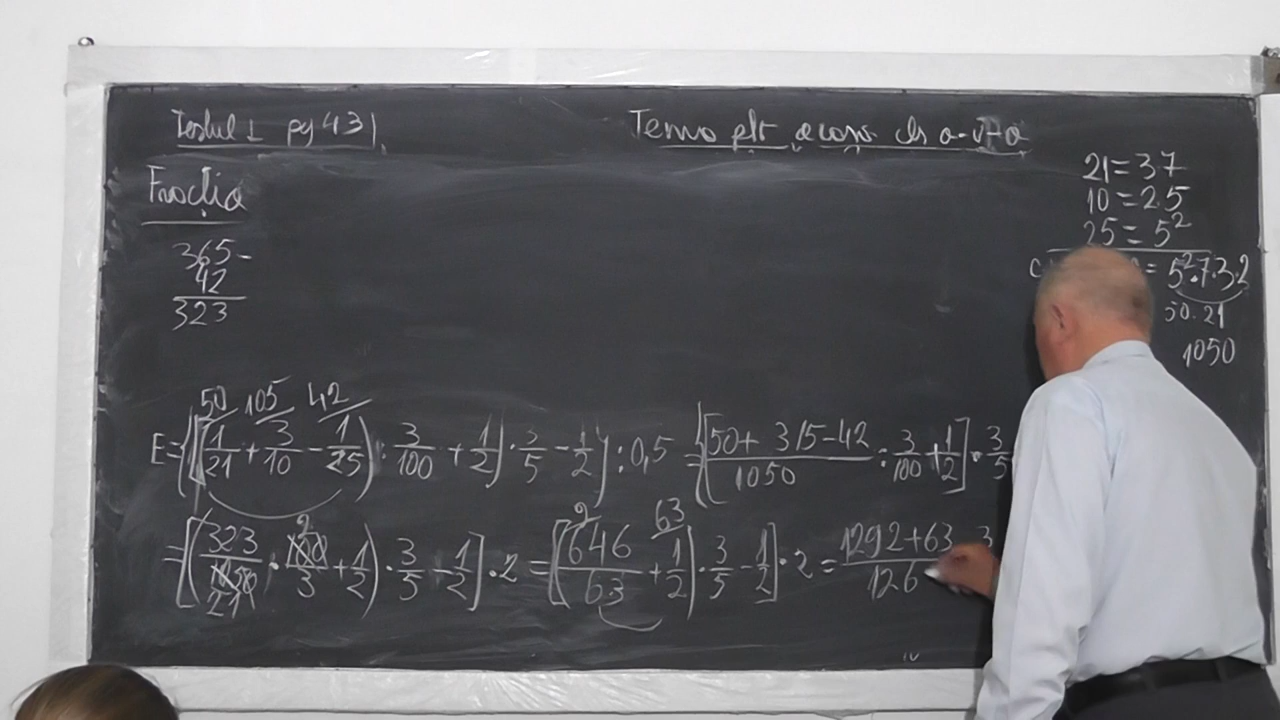 Testul 1 pg 431
Fracția
365-
42
323
21 = 3·7
10 = 2·5
25 = 5²
= 5²·7·3·2
50·21
1050
50 105 42
E={[(1/21 + 3/10 - 1/25) : 3/100 + 1/2]·3/5 - 1/2} : 0,5 = {[(50+315-42)/1050 : 3/100 + 1/2]·3/5
2 63
=[(323/1050 · 100/3 + 1/2)·3/5 - 1/2]·2 = [(646/63 + 1/2)·3/5 - 1/2]·2 = (1292+63)/126 3
21 2